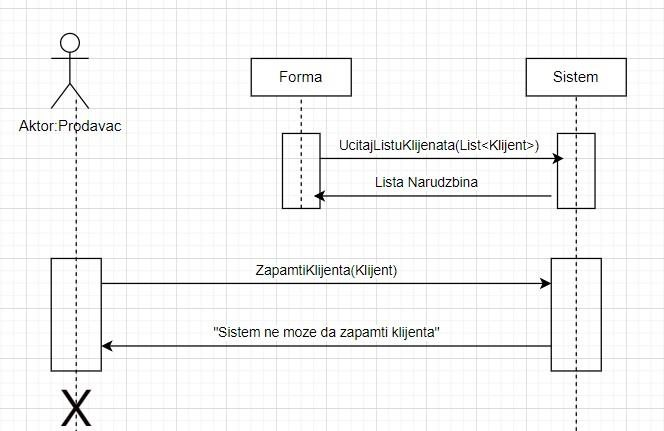 Forma
Sistem
Aktor:Prodavac
UcitajListuKlijenata(List<Klijent>)
Lista Narudzbina
ZapamtiKlijenta(Klijent)
"Sistem ne moze da zapamti klijenta"
X